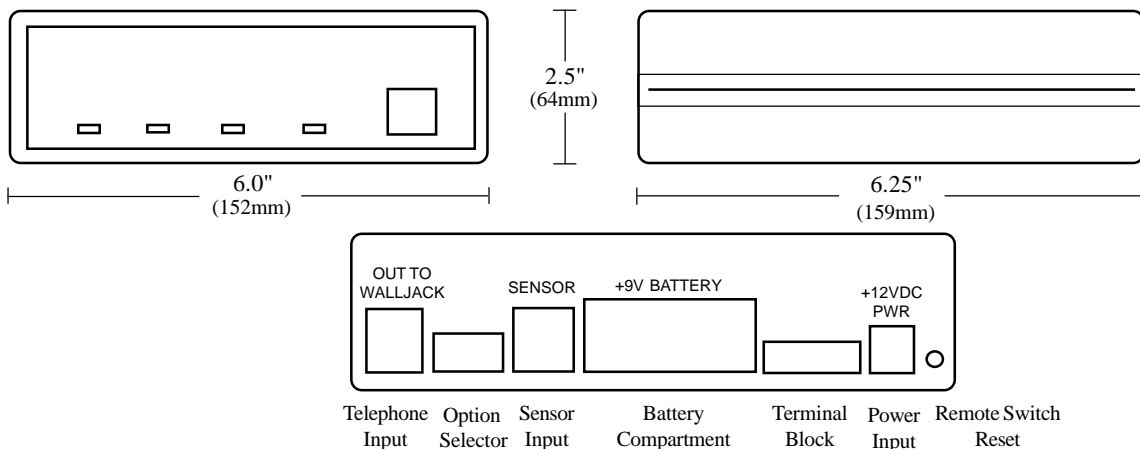 2.5"
(64mm)
6.0"
(152mm)
6.25"
(159mm)
OUT TO
WALLJACK
SENSOR
+9V BATTERY
+12VDC
PWR
Telephone
Input
Option
Selector
Sensor
Input
Battery
Compartment
Terminal
Block
Power
Input
Remote Switch
Reset